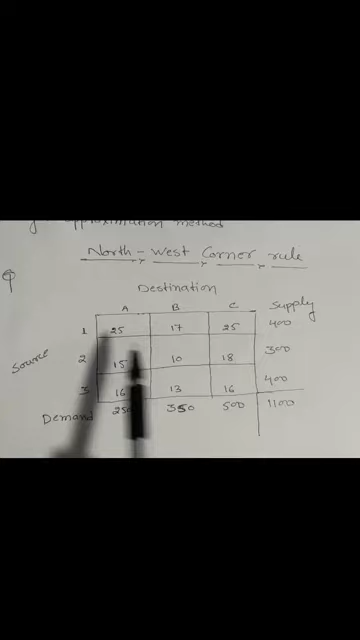 approximation method
North-West Corner rule
Q
Destination
A B C Supply
1 25 17 25 400
Source 2 15 10 18 300
3 16 13 16 400
Demand 250 350 500 1100